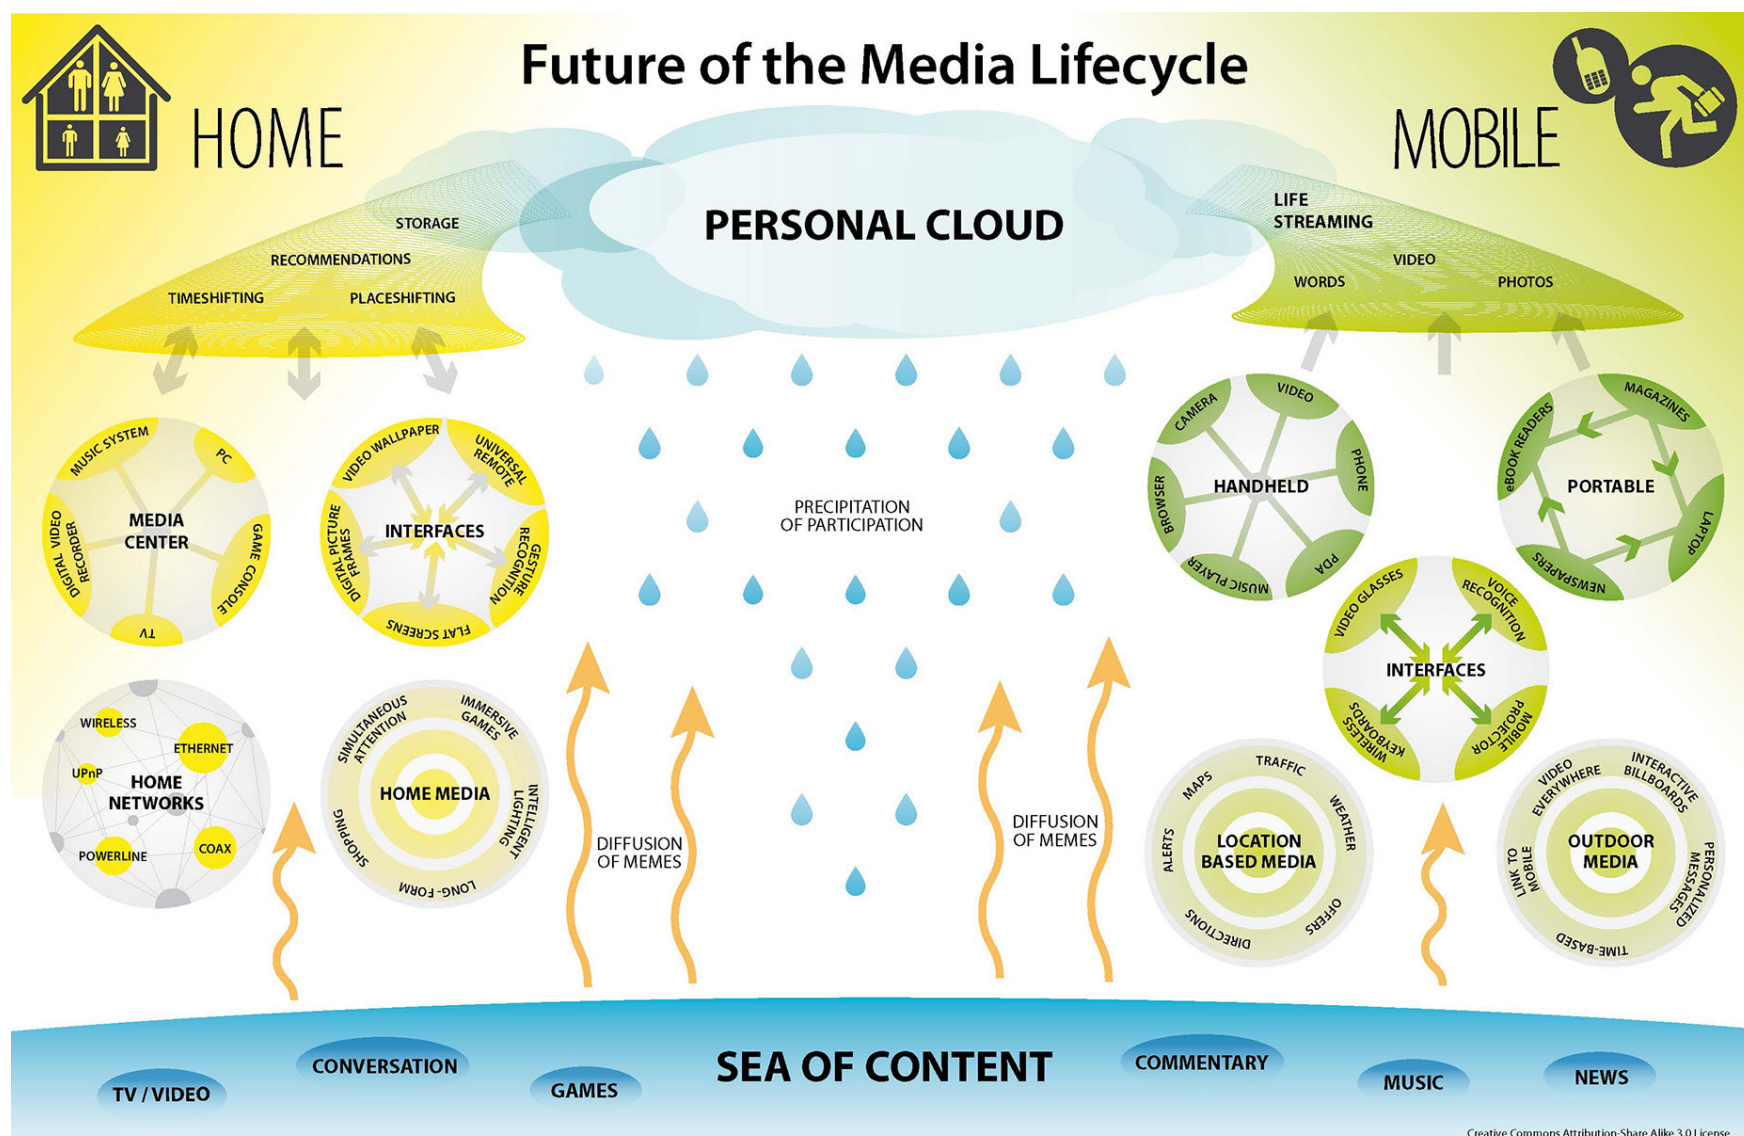 Future of the Media Lifecycle
HOME
MOBILE
PERSONAL CLOUD
STORAGE
RECOMMENDATIONS
TIMESHIFTING
PLACESHIFTING
LIFE
STREAMING
VIDEO
WORDS
PHOTOS
MEDIA
CENTER
MUSIC SYSTEM
PC
GAME CONSOLE
TV
DIGITAL VIDEO
RECORDER
INTERFACES
VIDEO WALLPAPER
UNIVERSAL
REMOTE
GESTURE
RECOGNITION
FLAT SCREENS
DIGITAL PICTURE
FRAMES
HOME
NETWORKS
WIRELESS
ETHERNET
UPnP
POWERLINE
COAX
HOME MEDIA
SIMULTANEOUS
ATTENTION
IMMERSIVE
GAMES
INTELLIGENT
LIGHTING
LONG-FORM
SHOPPING
PRECIPITATION
OF PARTICIPATION
DIFFUSION
OF MEMES
DIFFUSION
OF MEMES
HANDHELD
CAMERA
VIDEO
PHONE
PDA
MUSIC PLAYER
BROWSER
PORTABLE
eBOOK READERS
MAGAZINES
LAPTOP
NEWSPAPERS
INTERFACES
VIDEO GLASSES
VOICE
RECOGNITION
MOBILE
PROJECTOR
WIRELESS
KEYBOARDS
LOCATION
BASED MEDIA
MAPS
TRAFFIC
WEATHER
OFFERS
DIRECTIONS
ALERTS
OUTDOOR
MEDIA
VIDEO
EVERYWHERE
INTERACTIVE
BILLBOARDS
PERSONALIZED
MESSAGES
TIME-BASED
LINK TO
MOBILE
SEA OF CONTENT
TV / VIDEO
CONVERSATION
GAMES
COMMENTARY
MUSIC
NEWS
Creative Commons Attribution-Share Alike 3.0 License